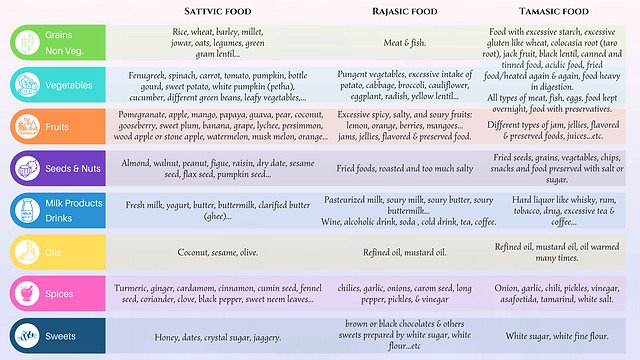 SATTVIC FOOD
RAJASIC FOOD
TAMASIC FOOD
Grains
Non Veg.
Rice, wheat, barley, millet,
jowar, oats, legumes, green
gram lentil...
Meat & fish.
Food with excessive starch, excessive
gluten like wheat, colocasia root (taro
root), jack fruit, black lentil, canned and
tinned food, acidic food, fried
food/heated again & again, food heavy
in digestion.
All types of meat, fish, eggs, food kept
overnight, food with preservatives.
Vegetables
Fenugreek, spinach, carrot, tomato, pumpkin, bottle
gourd, sweet potato, white pumpkin (petha),
cucumber, different green beans, leafy vegetables,...
Pungent vegetables, excessive intake of
potato, cabbage, broccoli, cauliflower,
eggplant, radish, yellow lentil...
Fruits
Pomegranate, apple, mango, papaya, guava, pear, coconut,
gooseberry, sweet plum, banana, grape, lychee, persimmon,
wood apple or stone apple, watermelon, musk melon, orange...
Excessive spicy, salty, and soury fruits:
lemon, orange, berries, mangoes...
jams, jellies, flavored & preserved food.
Different types of jam, jellies, flavored
& preserved foods, juices...etc.
Seeds & Nuts
Almond, walnut, peanut, figue, raisin, dry date, sesame
seed, flax seed, pumpkin seed...
Fried foods, roasted and too much salty
Fried seeds, grains, vegetables, chips,
snacks and food preserved with salt or
sugar.
Milk Products
Drinks
Fresh milk, yogurt, butter, buttermilk, clarified butter
(ghee)...
Pasteurized milk, soury milk, soury butter, soury
buttermilk...
Wine, alcoholic drink, soda , cold drink, tea, coffee.
Hard liquor like whisky, rum,
tobacco, drug, excessive tea &
coffee...
Oils
Coconut, sesame, olive.
Refined oil, mustard oil.
Refined oil, mustard oil, oil warmed
many times.
Spices
Turmeric, ginger, cardamom, cinnamon, cumin seed, fennel
seed, coriander, clove, black pepper, sweet neem leaves...
chilies, garlic, onions, carom seed, long
pepper, pickles, & vinegar
Onion, garlic, chili, pickles, vinegar,
asafoetida, tamarind, white salt.
Sweets
Honey, dates, crystal sugar, jaggery.
brown or black chocolates & others
sweets prepared by white sugar, white
flour...etc
White sugar, white fine flour.